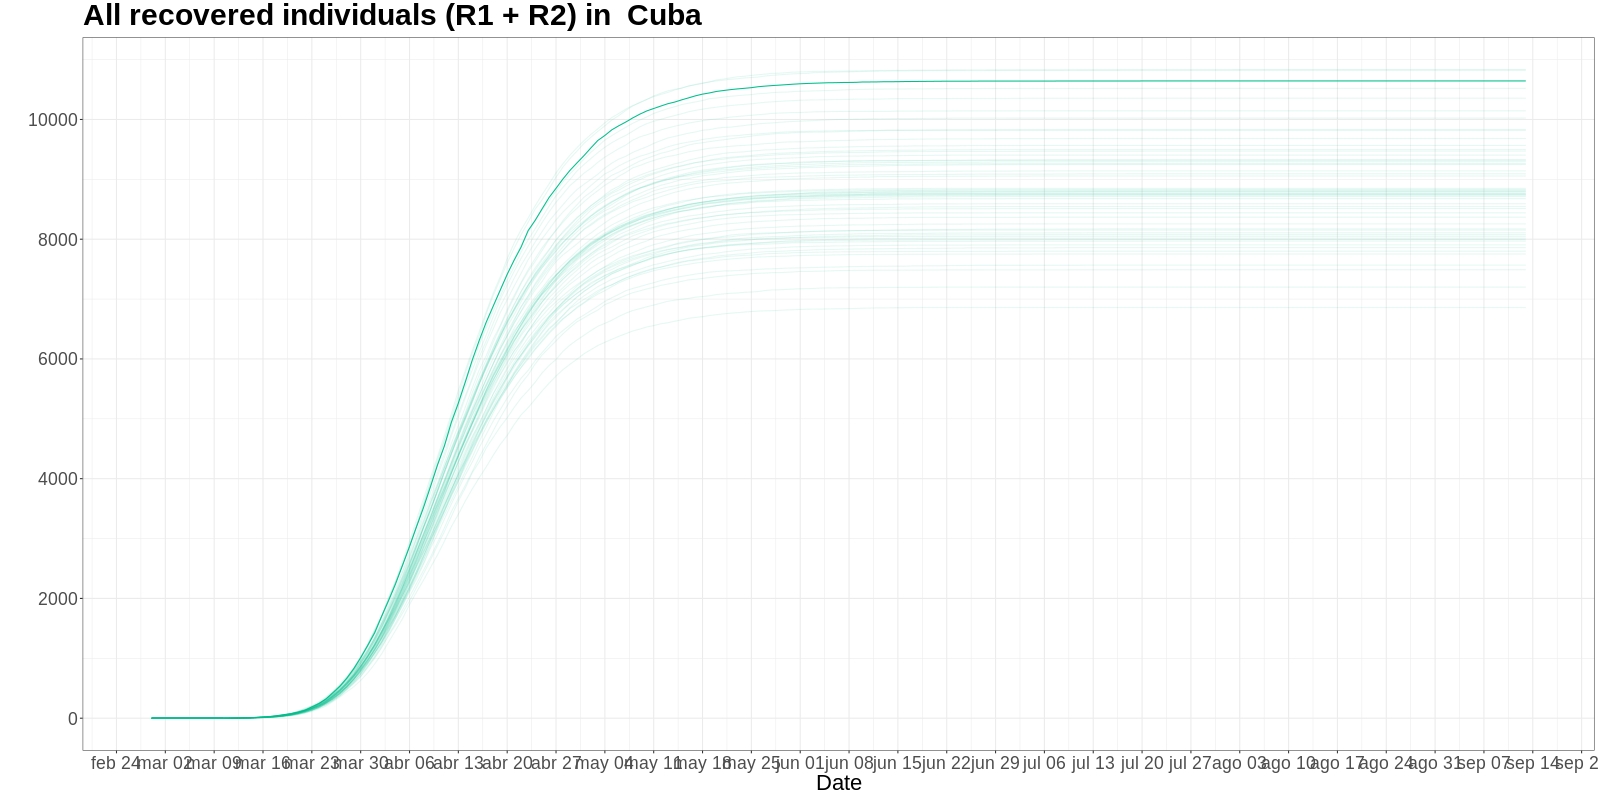 All recovered individuals (R1 + R2) in  Cuba
10000
8000
6000
4000
2000
0
feb 24 mar 02 mar 09 mar 16 mar 23 mar 30 abr 06 abr 13 abr 20 abr 27 may 04 may 11 may 18 may 25 jun 01 jun 08 jun 15 jun 22 jun 29 jul 06 jul 13 jul 20 jul 27 ago 03 ago 10 ago 17 ago 24 ago 31 sep 07 sep 14 sep 2
Date